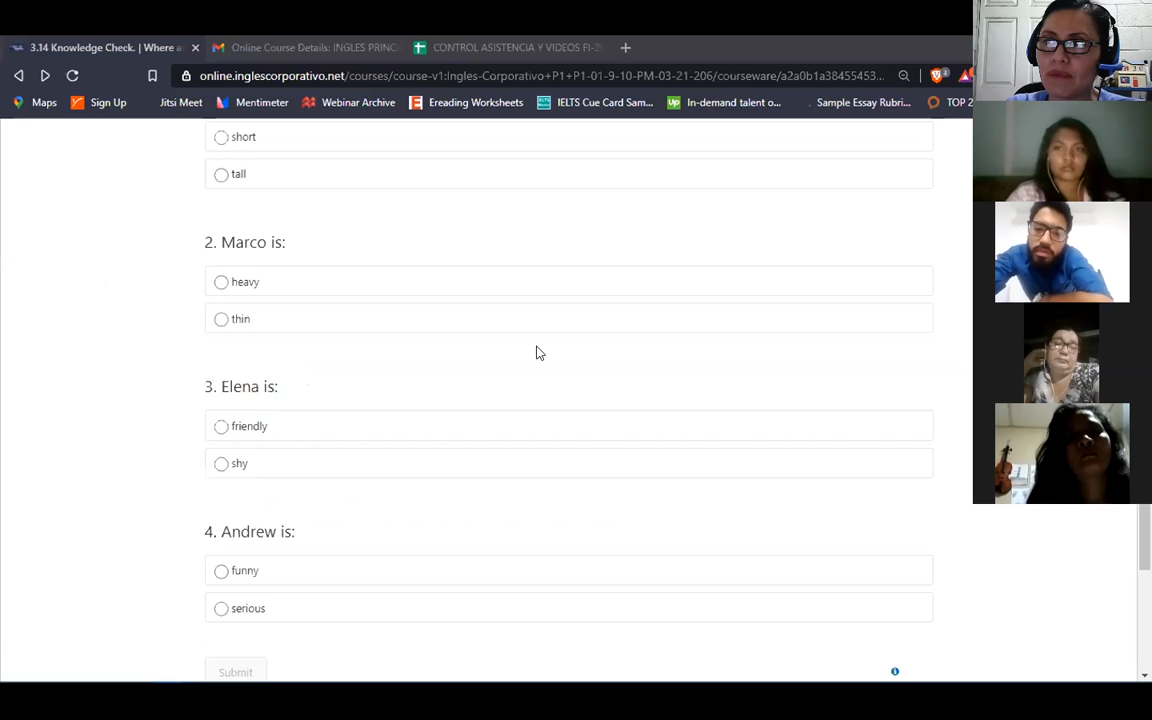 3.14 Knowledge Check. | Where a
Online Course Details: INGLES PRINC
CONTROL ASISTENCIA Y VIDEOS FI-2
online.inglescorporativo.net/courses/course-v1:Ingles-Corporativo+P1+P1-01-9-10-PM-03-21-206/courseware/a2a0b1a38455453...
Maps
Sign Up
Jitsi Meet
Mentimeter
Webinar Archive
Ereading Worksheets
IELTS Cue Card Sam...
In-demand talent o...
Sample Essay Rubri...
TOP 2
short
tall
2. Marco is:
heavy
thin
3. Elena is:
friendly
shy
4. Andrew is:
funny
serious
Submit